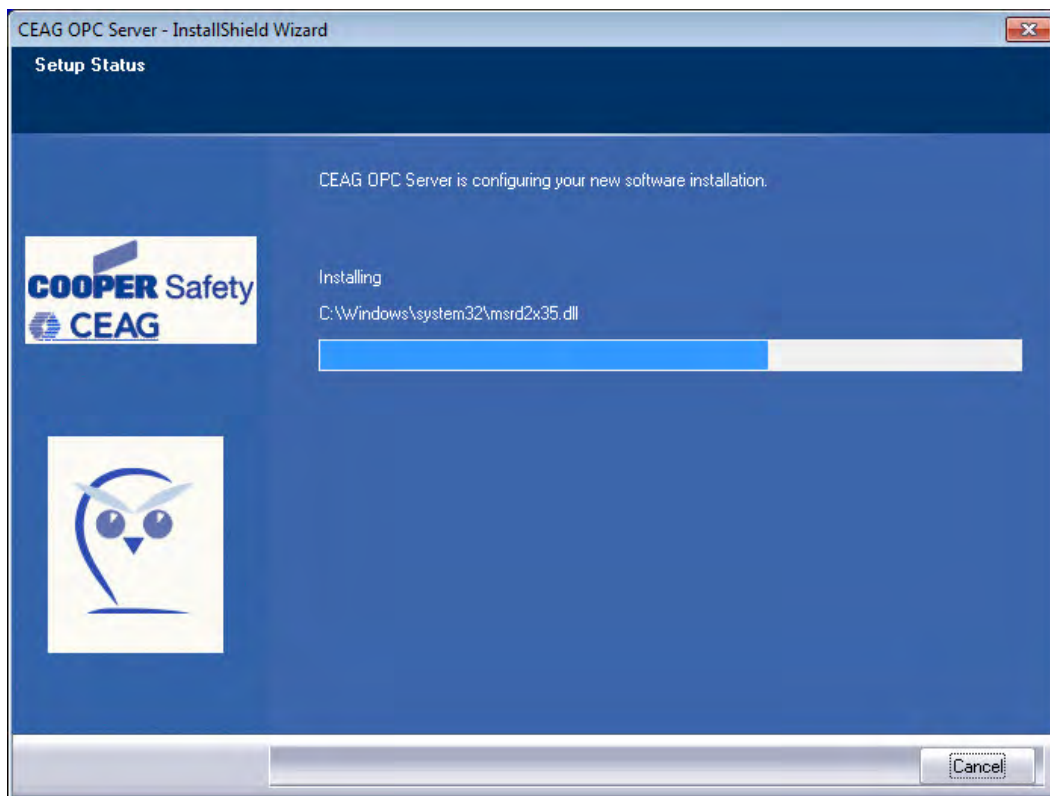 CEAG OPC Server - InstallShield Wizard
Setup Status
CEAG OPC Server is configuring your new software installation.
COOPER Safety
CEAG
Installing
C:\Windows\system32\msrd2x35.dll
Cancel